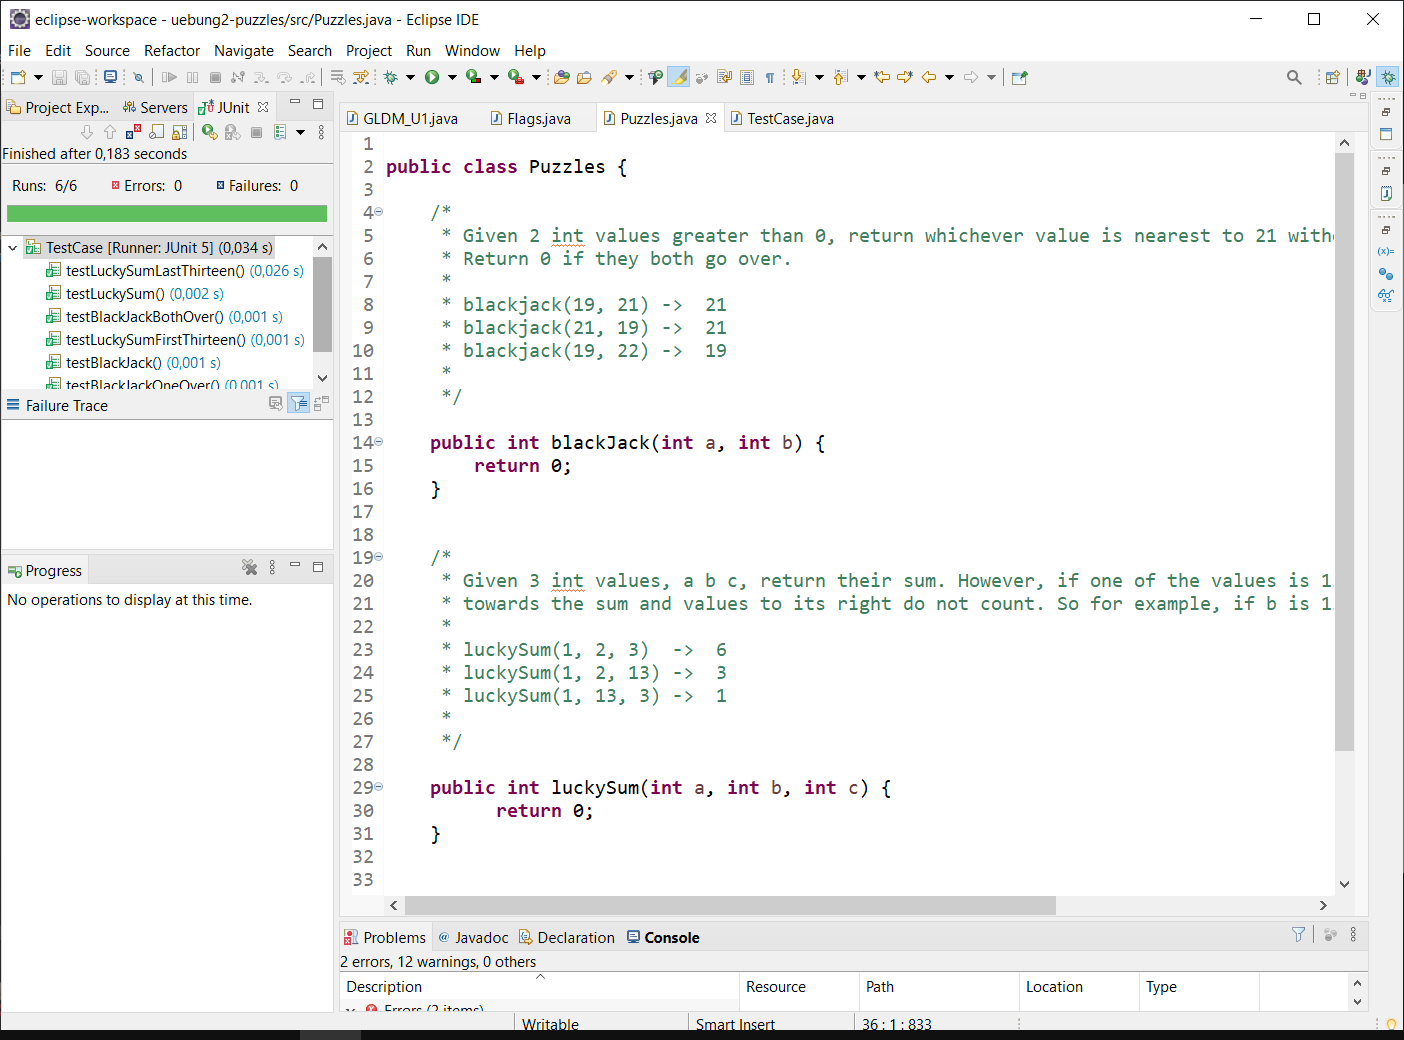 eclipse-workspace - uebung2-puzzles/src/Puzzles.java - Eclipse IDE
File Edit Source Refactor Navigate Search Project Run Window Help
Project Exp... Servers JUnit
Finished after 0,183 seconds
Runs: 6/6 Errors: 0 Failures: 0
TestCase [Runner: JUnit 5] (0,034 s)
testLuckySumLastThirteen() (0,026 s)
testLuckySum() (0,002 s)
testBlackJackBothOver() (0,001 s)
testLuckySumFirstThirteen() (0,001 s)
testBlackJack() (0,001 s)
testBlackJackOneOver() (0,001 s)
Failure Trace
Progress
No operations to display at this time.
GLDM_U1.java Flags.java Puzzles.java TestCase.java
1
2 public class Puzzles {
3
4 /*
5 * Given 2 int values greater than 0, return whichever value is nearest to 21
6 * Return 0 if they both go over.
7 *
8 * blackjack(19, 21) -> 21
9 * blackjack(21, 19) -> 21
10 * blackjack(19, 22) -> 19
11 *
12 */
13
14 public int blackJack(int a, int b) {
15 return 0;
16 }
17
18
19 /*
20 * Given 3 int values, a b c, return their sum. However, if one of the values is 1
21 * towards the sum and values to its right do not count. So for example, if b is 1
22 *
23 * luckySum(1, 2, 3) -> 6
24 * luckySum(1, 2, 13) -> 3
25 * luckySum(1, 13, 3) -> 1
26 *
27 */
28
29 public int luckySum(int a, int b, int c) {
30 return 0;
31 }
32
33
Problems @ Javadoc Declaration Console
2 errors, 12 warnings, 0 others
Description Resource Path Location Type
Errors (2 items)
Writable Smart Insert 36 : 1 : 833